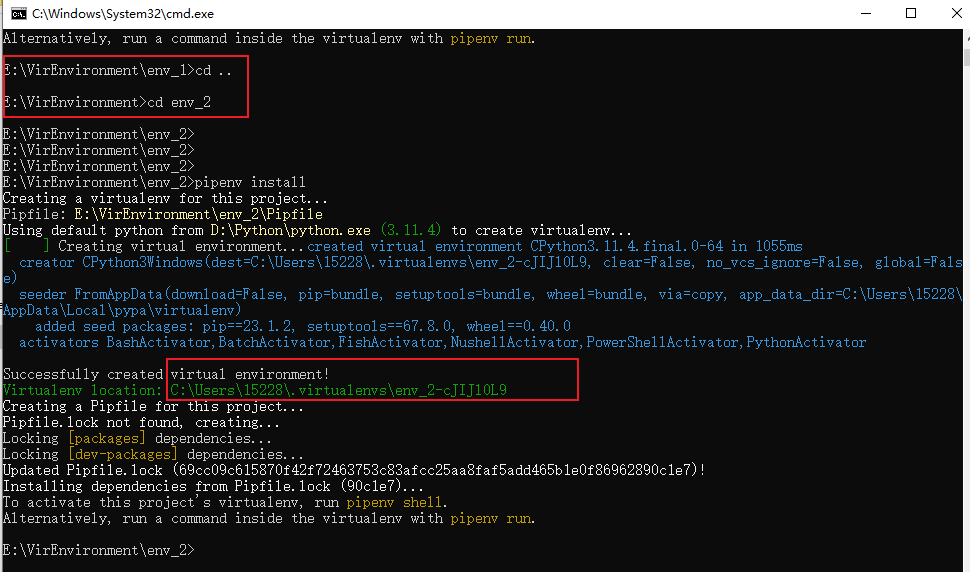 C:\Windows\System32\cmd.exe
Alternatively, run a command inside the virtualenv with pipenv run.
E:\VirEnvironment\env_1>cd ..
E:\VirEnvironment>cd env_2
E:\VirEnvironment\env_2>
E:\VirEnvironment\env_2>
E:\VirEnvironment\env_2>
E:\VirEnvironment\env_2>pipenv install
Creating a virtualenv for this project...
Pipfile: E:\VirEnvironment\env_2\Pipfile
Using default python from D:\Python\python.exe (3.11.4) to create virtualenv...
[    ] Creating virtual environment...created virtual environment CPython3.11.4.final.0-64 in 1055ms
creator CPython3Windows(dest=C:\Users\15228\.virtualenvs\env_2-cJIJ1OL9, clear=False, no_vcs_ignore=False, global=Fals
e)
seeder FromAppData(download=False, pip=bundle, setuptools=bundle, wheel=bundle, via=copy, app_data_dir=C:\Users\15228\
AppData\Local\pypa\virtualenv)
added seed packages: pip==23.1.2, setuptools==67.8.0, wheel==0.40.0
activators BashActivator,BatchActivator,FishActivator,NushellActivator,PowerShellActivator,PythonActivator
Successfully created virtual environment!
Virtualenv location: C:\Users\15228\.virtualenvs\env_2-cJIJ1OL9
Creating a Pipfile for this project...
Pipfile.lock not found, creating...
Locking [packages] dependencies...
Locking [dev-packages] dependencies...
Updated Pipfile.lock (69cc09c615870f42f72463753c83afcc25aa8faf5add465b1e0f86962890c1e7)!
Installing dependencies from Pipfile.lock (90c1e7)...
To activate this project's virtualenv, run pipenv shell.
Alternatively, run a command inside the virtualenv with pipenv run.
E:\VirEnvironment\env_2>